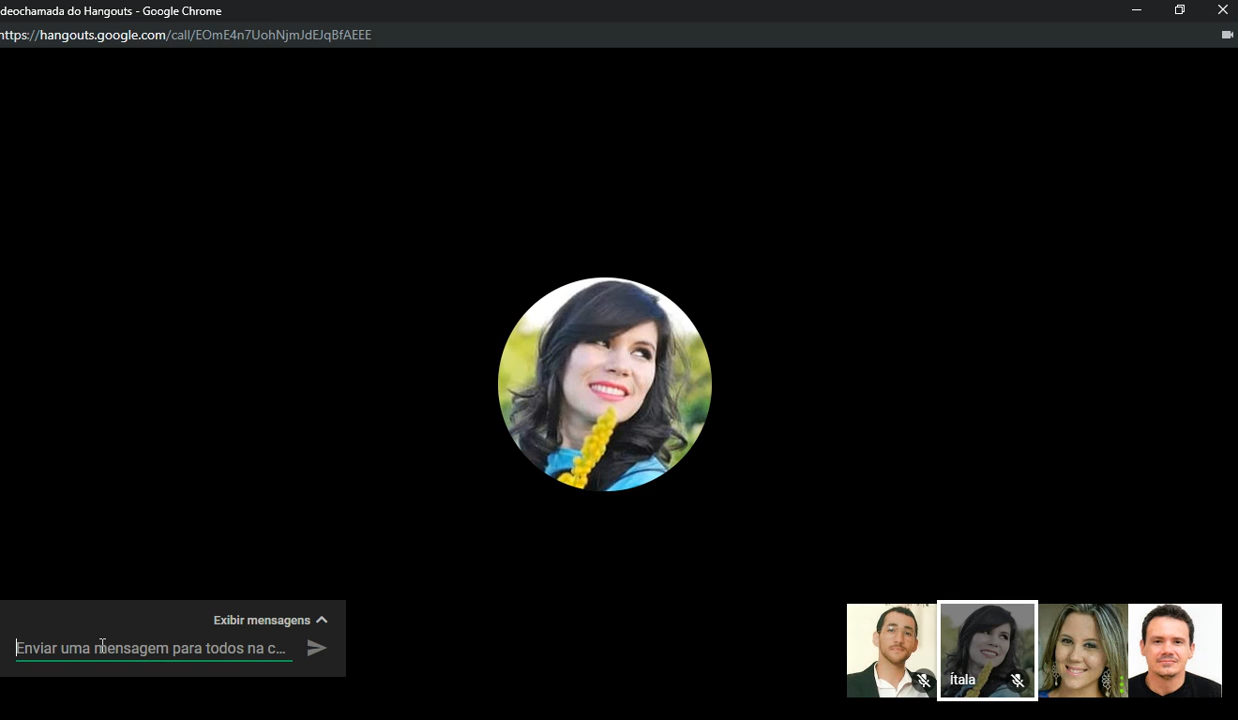 deochamada do Hangouts - Google Chrome
https://hangouts.google.com/call/EOmE4n7UohNjmJdEJqBfAEEE
Exibir mensagens
Enviar uma mensagem para todos na c...
Ítala